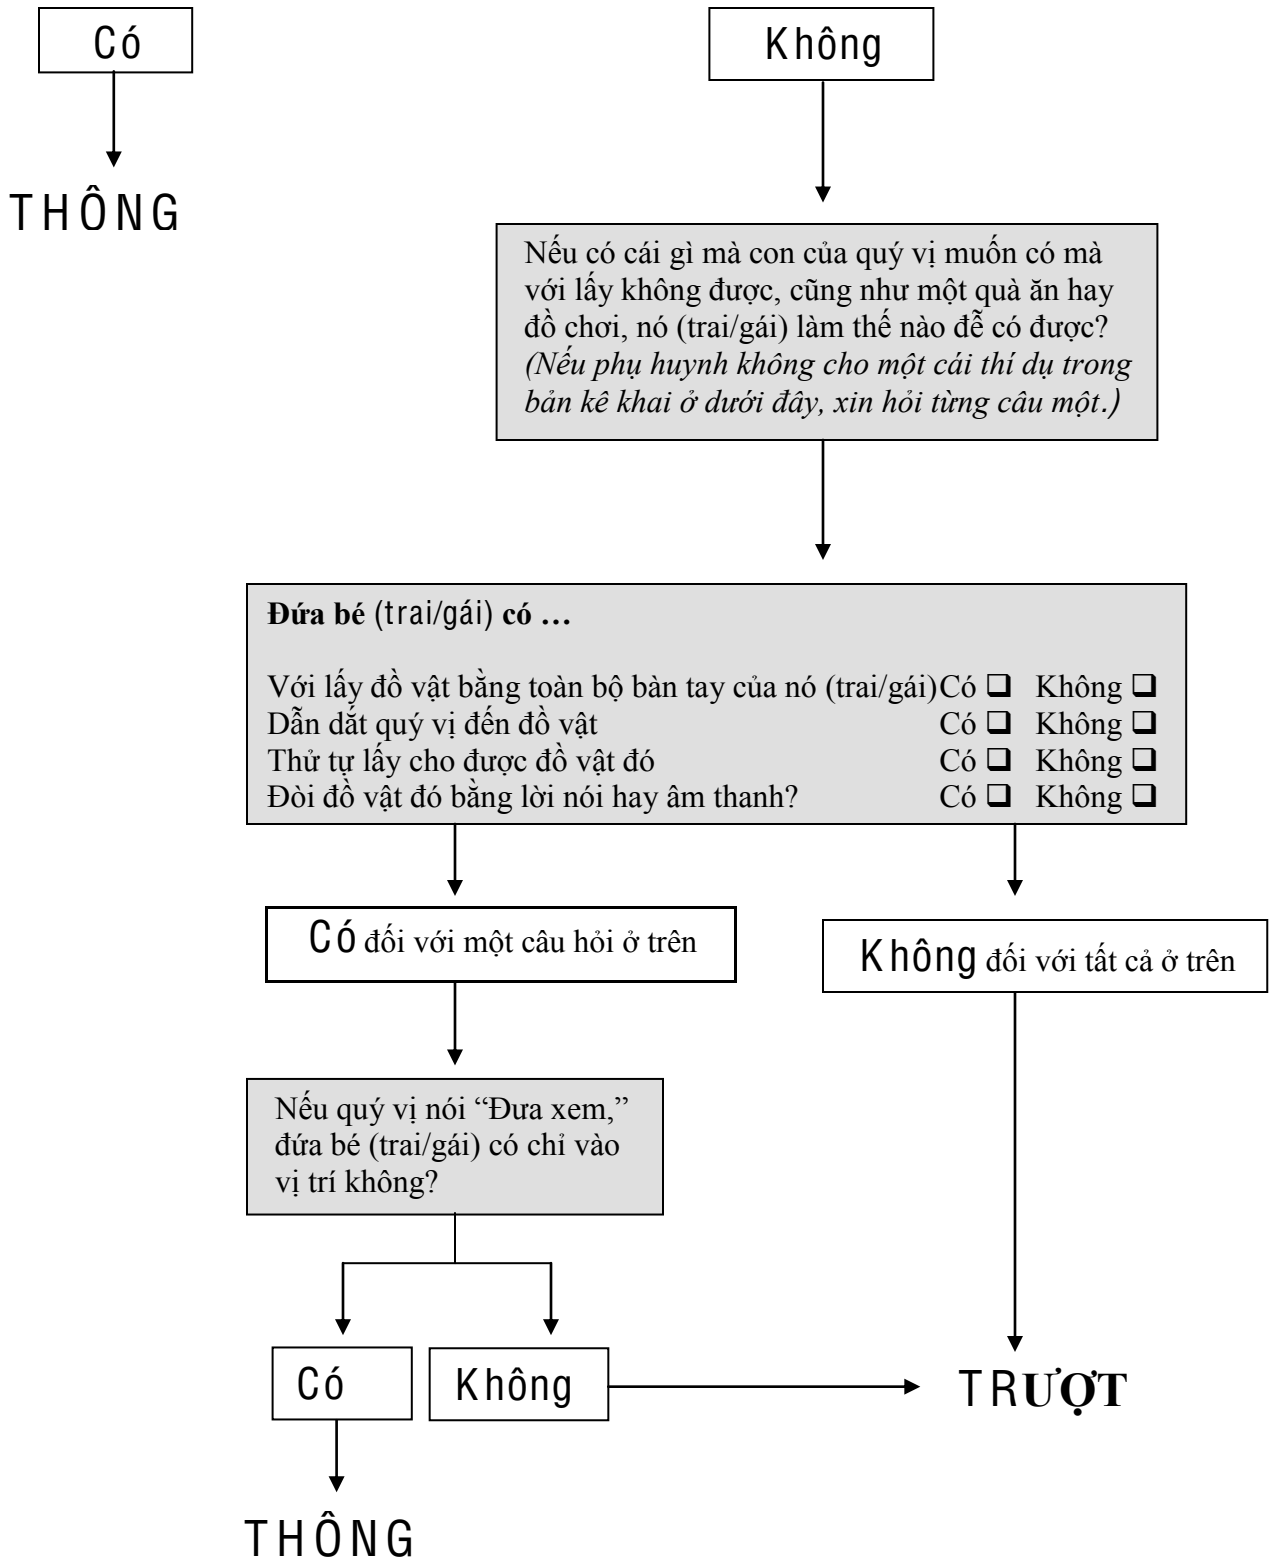 Có
Không
THÔNG
Nếu có cái gì mà con của quý vị muốn có mà
với lấy không được, cũng như một quà ăn hay
đồ chơi, nó (trai/gái) làm thế nào đễ có được?
(Nếu phụ huynh không cho một cái thí dụ trong
bản kê khai ở dưới đây, xin hỏi từng câu một.)
Đứa bé (trai/gái) có …
Với lấy đồ vật bằng toàn bộ bàn tay của nó (trai/gái) Có ❑ Không ❑
Dẫn dắt quý vị đến đồ vật Có ❑ Không ❑
Thử tự lấy cho được đồ vật đó Có ❑ Không ❑
Đòi đồ vật đó bằng lời nói hay âm thanh? Có ❑ Không ❑
Có đối với một câu hỏi ở trên
Không đối với tất cả ở trên
Nếu quý vị nói “Đưa xem,”
đứa bé (trai/gái) có chỉ vào
vị trí không?
Có
Không
TRƯỢT
THÔNG